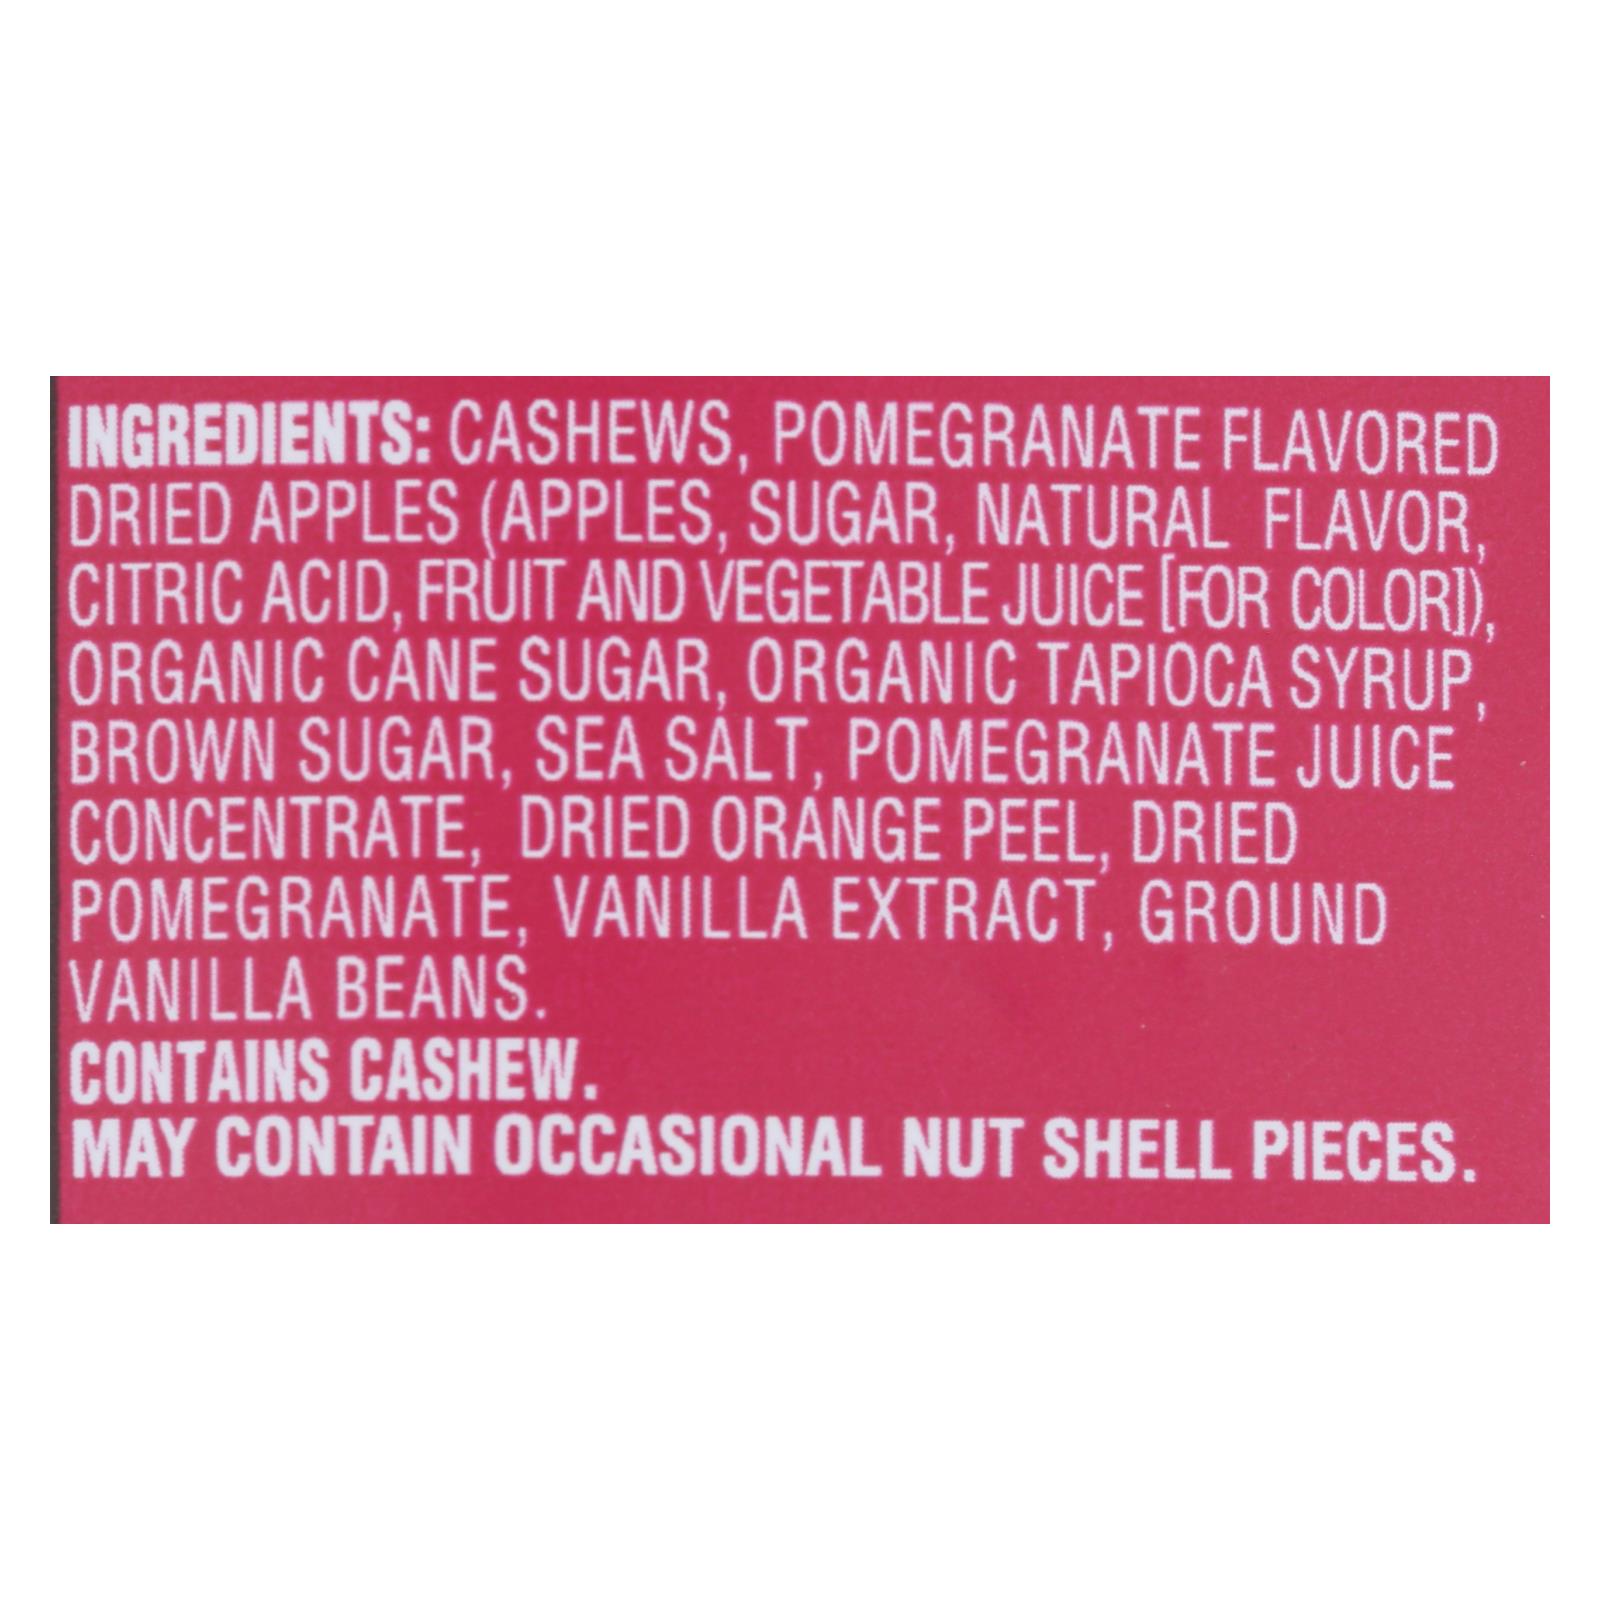 INGREDIENTS: CASHEWS, POMEGRANATE FLAVORED
DRIED APPLES (APPLES, SUGAR, NATURAL FLAVOR,
CITRIC ACID, FRUIT AND VEGETABLE JUICE [FOR COLOR]),
ORGANIC CANE SUGAR, ORGANIC TAPIOCA SYRUP,
BROWN SUGAR, SEA SALT, POMEGRANATE JUICE
CONCENTRATE, DRIED ORANGE PEEL, DRIED
POMEGRANATE, VANILLA EXTRACT, GROUND
VANILLA BEANS.
CONTAINS CASHEW.
MAY CONTAIN OCCASIONAL NUT SHELL PIECES.